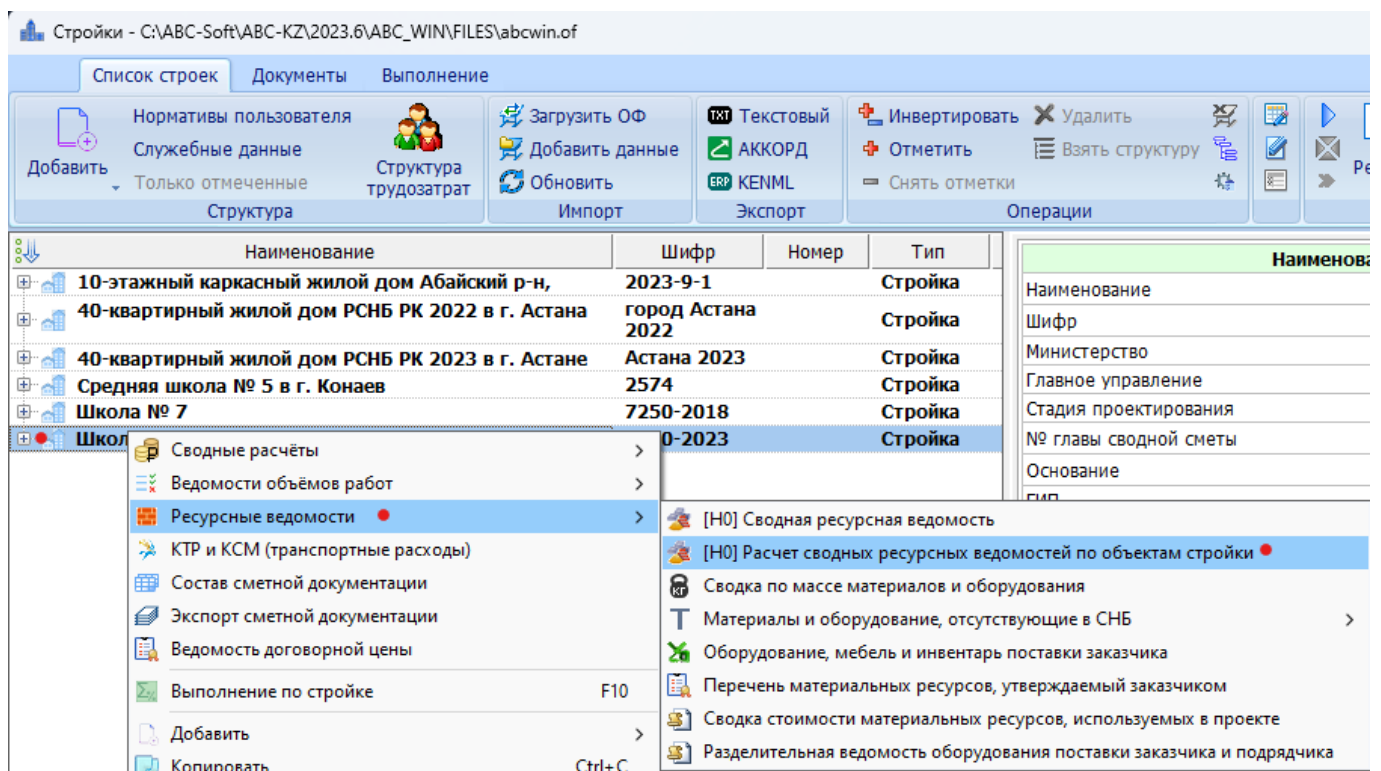 Стройки - C:\ABC-Soft\ABC-KZ\2023.6\ABC_WIN\FILES\abcwin.of
Список строек Документы Выполнение
Нормативы пользователя Загрузить ОФ TXT Текстовый Инвертировать Удалить
Добавить Служебные данные Структура трудозатрат Добавить данные АККОРД Отметить Взять структуру
Только отмеченные Обновить ERP KENML Снять отметки
Структура Импорт Экспорт Операции
Наименование Шифр Номер Тип
10-этажный каркасный жилой дом Абайский р-н, 2023-9-1 Стройка
40-квартирный жилой дом РСНБ РК 2022 в г. Астана город Астана 2022 Стройка
40-квартирный жилой дом РСНБ РК 2023 в г. Астане Астана 2023 Стройка
Средняя школа № 5 в г. Конаев 2574 Стройка
Школа № 7 7250-2018 Стройка
0-2023 Стройка
Наименование
Шифр
Министерство
Главное управление
Стадия проектирования
№ главы сводной сметы
Основание
Сводные расчёты
Ведомости объёмов работ
Ресурсные ведомости
КТР и КСМ (транспортные расходы)
Состав сметной документации
Экспорт сметной документации
Ведомость договорной цены
Выполнение по стройке F10
Добавить
Копировать Ctrl+C
[Н0] Сводная ресурсная ведомость
[Н0] Расчет сводных ресурсных ведомостей по объектам стройки
Сводка по массе материалов и оборудования
Материалы и оборудование, отсутствующие в СНБ
Оборудование, мебель и инвентарь поставки заказчика
Перечень материальных ресурсов, утверждаемый заказчиком
Сводка стоимости материальных ресурсов, используемых в проекте
Разделительная ведомость оборудования поставки заказчика и подрядчика